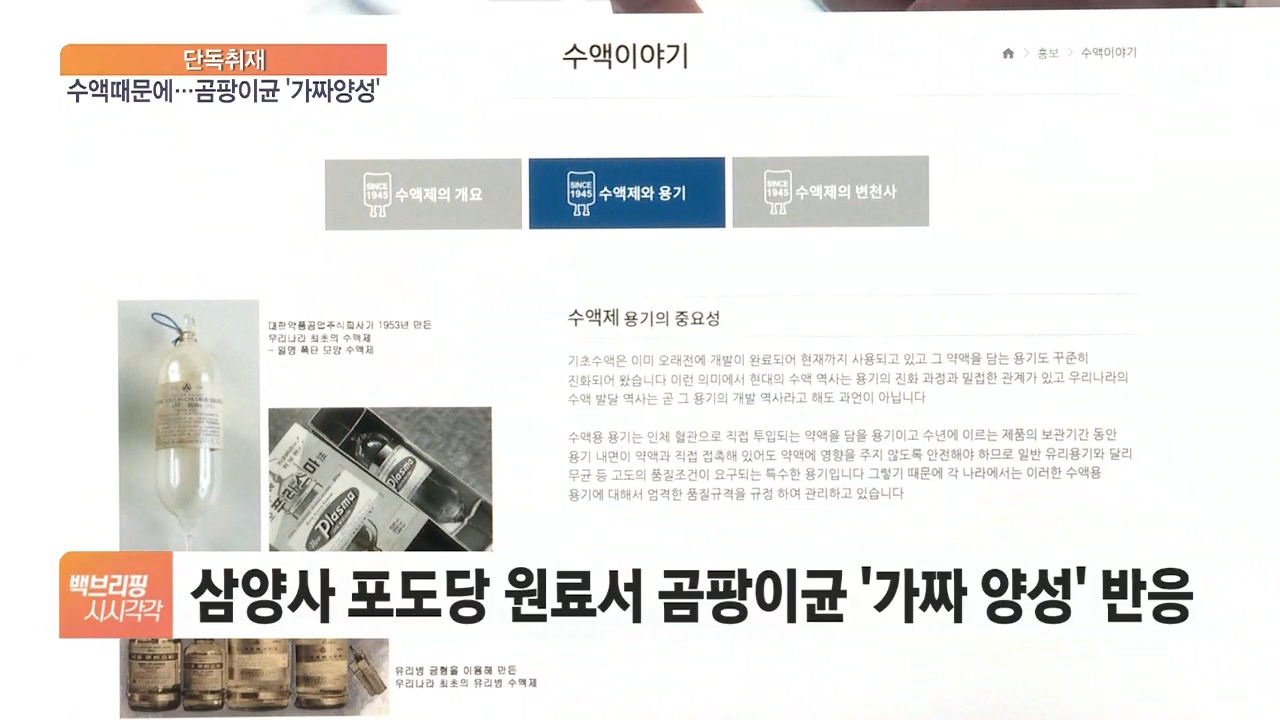 단독취재
수액때문에…곰팡이균 '가짜양성'
수액이야기
홍보 > 수액이야기
SINCE 1945 수액제의 개요
SINCE 1945 수액제와 용기
SINCE 1945 수액제의 변천사
대한약품공업주식회사가 1953년 만든
우리나라 최초의 수액제
- 일명 폭탄 모양 수액제
수액제 용기의 중요성
기초수액은 이미 오래전에 개발이 완료되어 현재까지 사용되고 있고 그 약액을 담는 용기도 꾸준히
진화되어 왔습니다 이런 의미에서 현대의 수액 역사는 용기의 진화 과정과 밀접한 관계가 있고 우리나라의
수액 발달 역사는 곧 그 용기의 개발 역사라고 해도 과언이 아닙니다
수액용 용기는 인체 혈관으로 직접 투입되는 약액을 담을 용기이고 수년에 이르는 제품의 보관기간 동안
용기 내면이 약액과 직접 접촉해 있어도 약액에 영향을 주지 않도록 안전해야 하므로 일반 유리용기와 달리
무균 등 고도의 품질조건이 요구되는 특수한 용기입니다 그렇기 때문에 각 나라에서는 이러한 수액용
용기에 대해서 엄격한 품질규격을 규정 하여 관리하고 있습니다
프라스마
Plasma
Plasma
백브리핑
시시각각
삼양사 포도당 원료서 곰팡이균 '가짜 양성' 반응
유리병 금형을 이용해 만든
우리나라 최초의 유리병 수액제